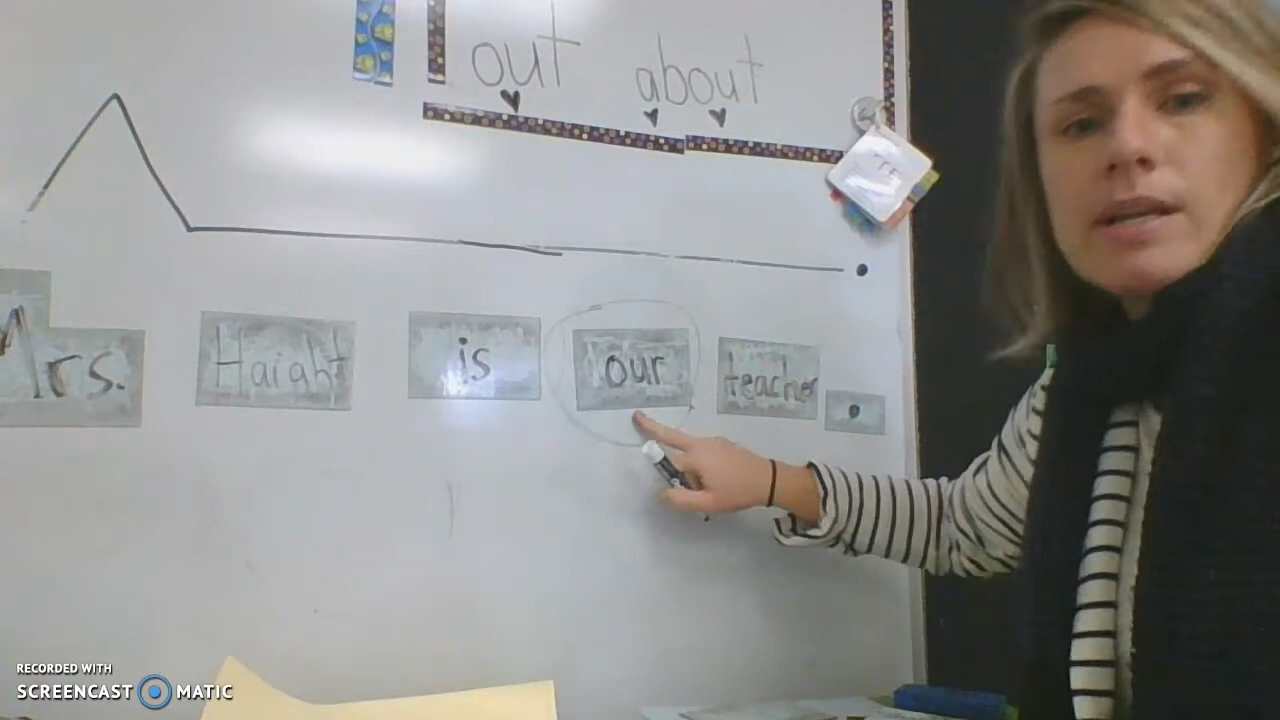 out about
Mrs. Haight is our teacher.
RECORDED WITH
SCREENCAST MATIC